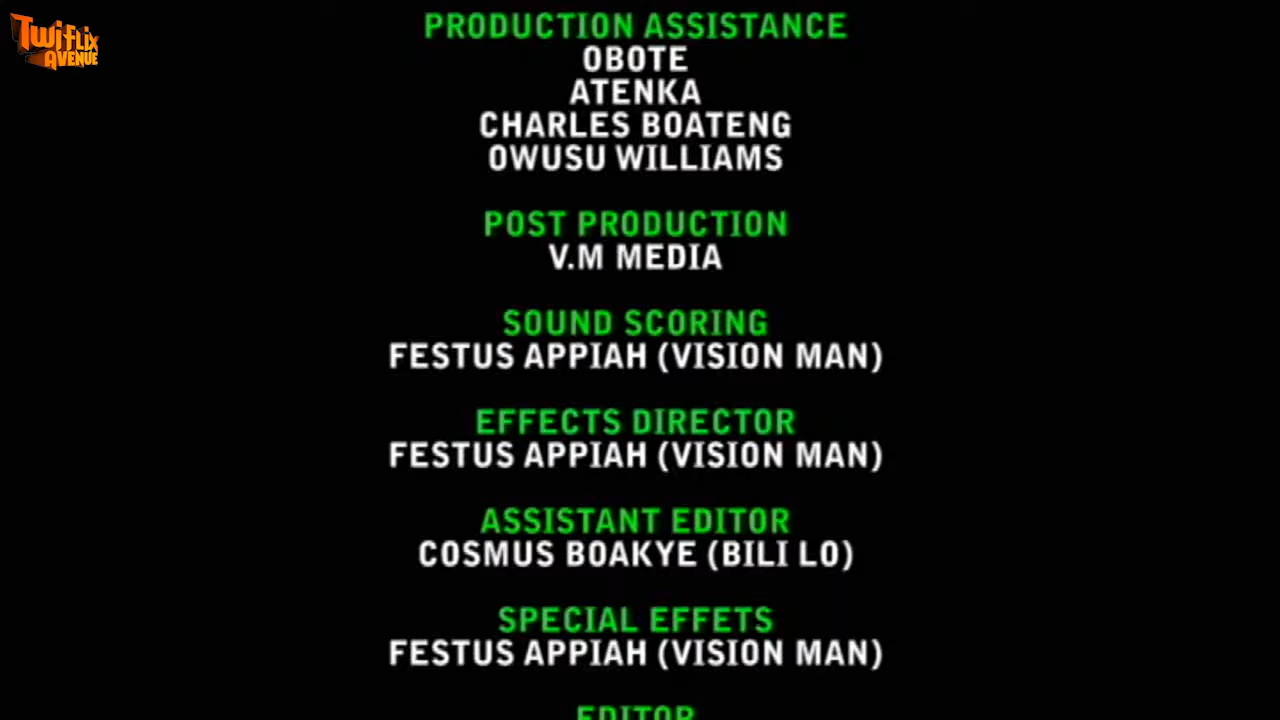 Twiflix
AVENUE
PRODUCTION ASSISTANCE
OBOTE
ATENKA
CHARLES BOATENG
OWUSU WILLIAMS
POST PRODUCTION
V.M MEDIA
SOUND SCORING
FESTUS APPIAH (VISION MAN)
EFFECTS DIRECTOR
FESTUS APPIAH (VISION MAN)
ASSISTANT EDITOR
COSMUS BOAKYE (BILI LO)
SPECIAL EFFETS
FESTUS APPIAH (VISION MAN)
EDITOR